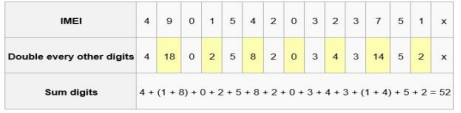 IMEI 4 9 0 1 5 4 2 0 3 2 3 7 5 1 x
Double every other digits 4 18 0 2 5 8 2 0 3 4 3 14 5 2 x
Sum digits 4 + (1 + 8) + 0 + 2 + 5 + 8 + 2 + 0 + 3 + 4 + 3 + (1 + 4) + 5 + 2 = 52